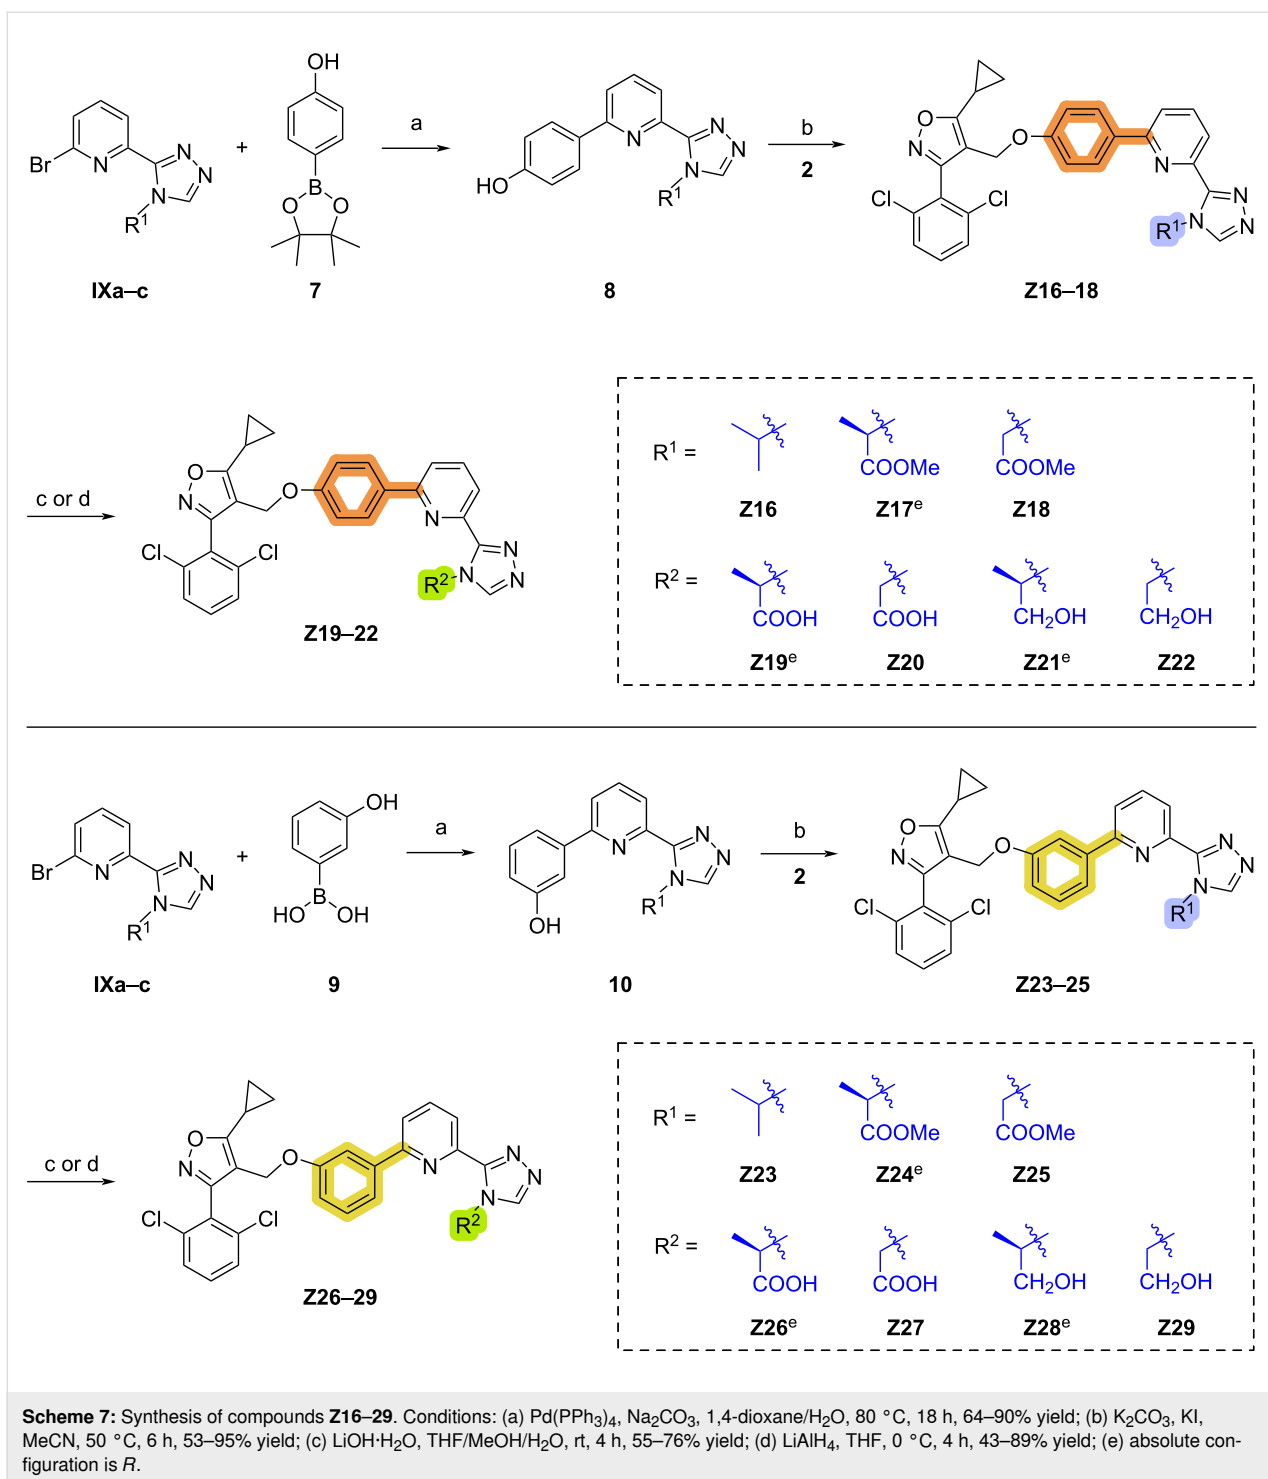 OH
Br N N N N R¹
+
B O O
a
HO N N N N R¹
b
2
O N O N Cl Cl R¹ N N N
IXa–c 7 8 Z16–18
c or d
O N O N Cl Cl R² N N N
Z19–22
R¹ =
COOMe COOMe
Z16 Z17ᵉ Z18
R² =
COOH COOH CH₂OH CH₂OH
Z19ᵉ Z20 Z21ᵉ Z22
Br N N N N R¹
+
OH
B
HO OH
a
N N N N R¹
OH
b
2
O N O N Cl Cl R¹ N N N
IXa–c 9 10 Z23–25
c or d
O N O N Cl Cl R² N N N
Z26–29
R¹ =
COOMe COOMe
Z23 Z24ᵉ Z25
R² =
COOH COOH CH₂OH CH₂OH
Z26ᵉ Z27 Z28ᵉ Z29
Scheme 7: Synthesis of compounds Z16–29. Conditions: (a) Pd(PPh₃)₄, Na₂CO₃, 1,4-dioxane/H₂O, 80 °C, 18 h, 64–90% yield; (b) K₂CO₃, KI,
MeCN, 50 °C, 6 h, 53–95% yield; (c) LiOH·H₂O, THF/MeOH/H₂O, rt, 4 h, 55–76% yield; (d) LiAlH₄, THF, 0 °C, 4 h, 43–89% yield; (e) absolute con-
figuration is R.